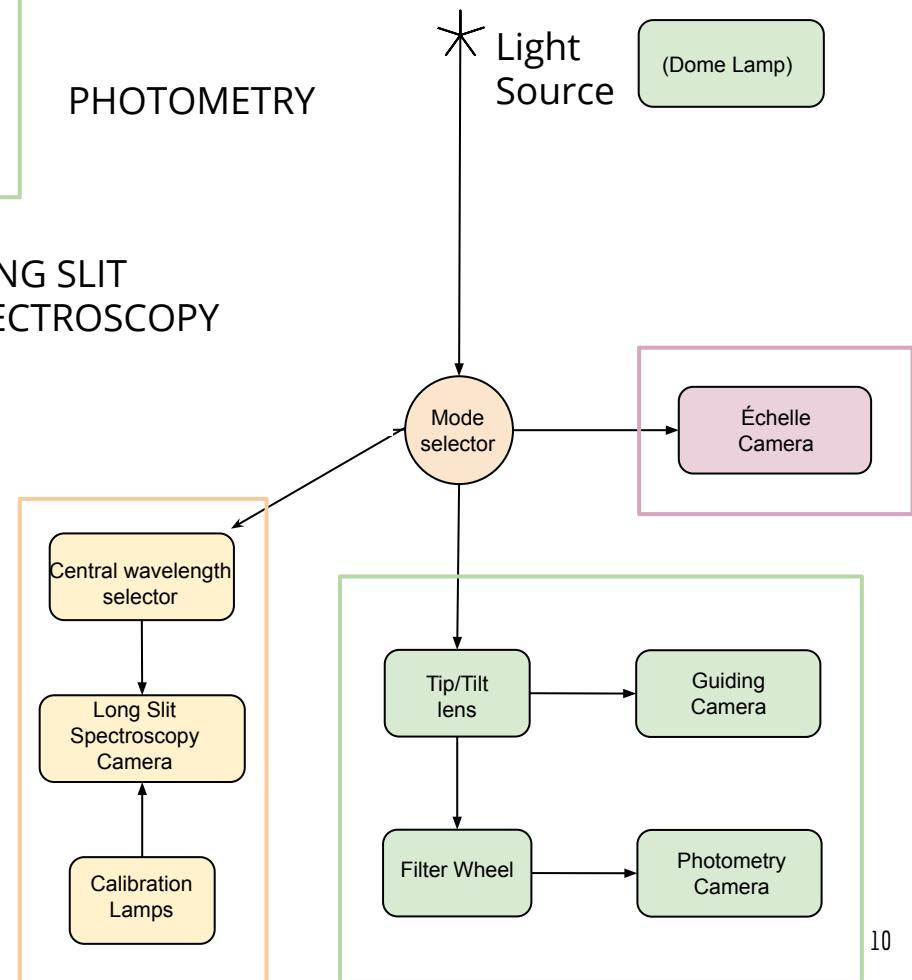 Light
Source
(Dome Lamp)
PHOTOMETRY
NG SLIT
ECTROSCOPY
Mode
selector
Échelle
Camera
Central wavelength
selector
Long Slit
Spectroscopy
Camera
Calibration
Lamps
Tip/Tilt
lens
Guiding
Camera
Filter Wheel
Photometry
Camera
10